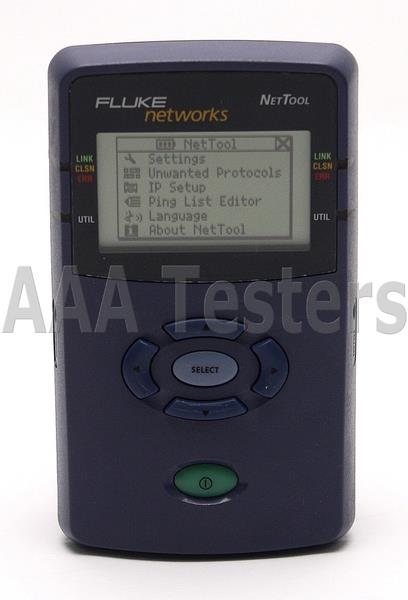 FLUKE
networks
NETTOOL
NetTool
Settings
Unwanted Protocols
IP Setup
Ping List Editor
Language
About NetTool
LINK
CLSN
ERR
UTIL
LINK
CLSN
ERR
UTIL
AAA Testers
SELECT